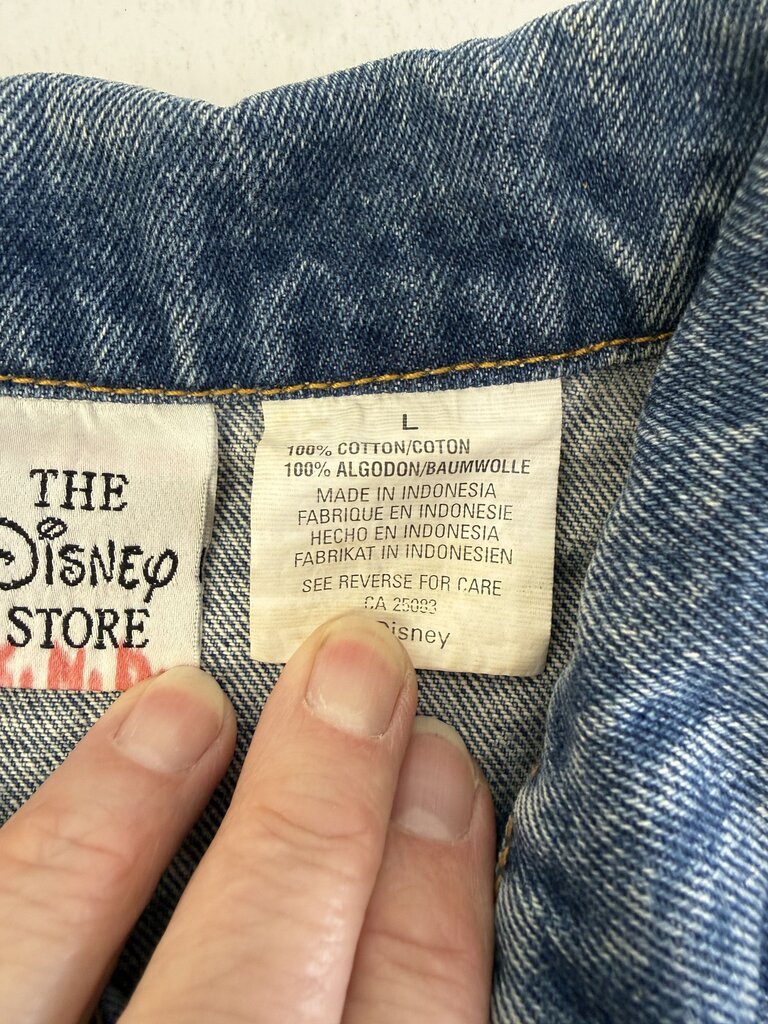 THE
Disney
STORE
R.N.D.
L
100% COTTON/COTON
100% ALGODON/BAUMWOLLE
MADE IN INDONESIA
FABRIQUE EN INDONESIE
HECHO EN INDONESIA
FABRIKAT IN INDONESIEN
SEE REVERSE FOR CARE
CA 25083
Disney